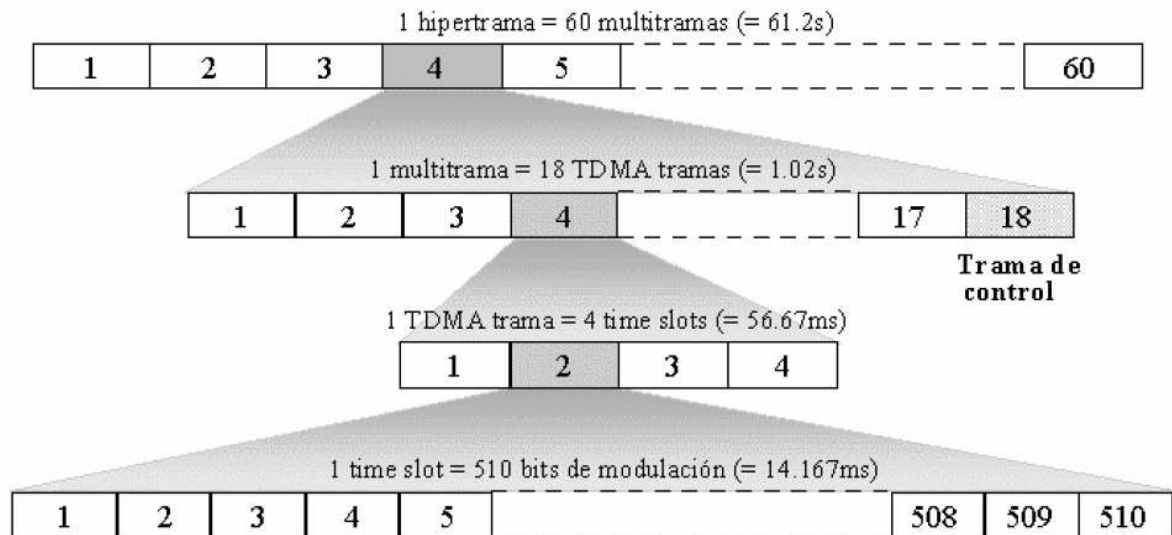 1 hipertrama = 60 multitramas (= 61.2s)
1 2 3 4 5 60
1 multitrama = 18 TDMA tramas (= 1.02s)
1 2 3 4 17 18
Trama de
control
1 TDMA trama = 4 time slots (= 56.67ms)
1 2 3 4
1 time slot = 510 bits de modulación (= 14.167ms)
1 2 3 4 5 508 509 510